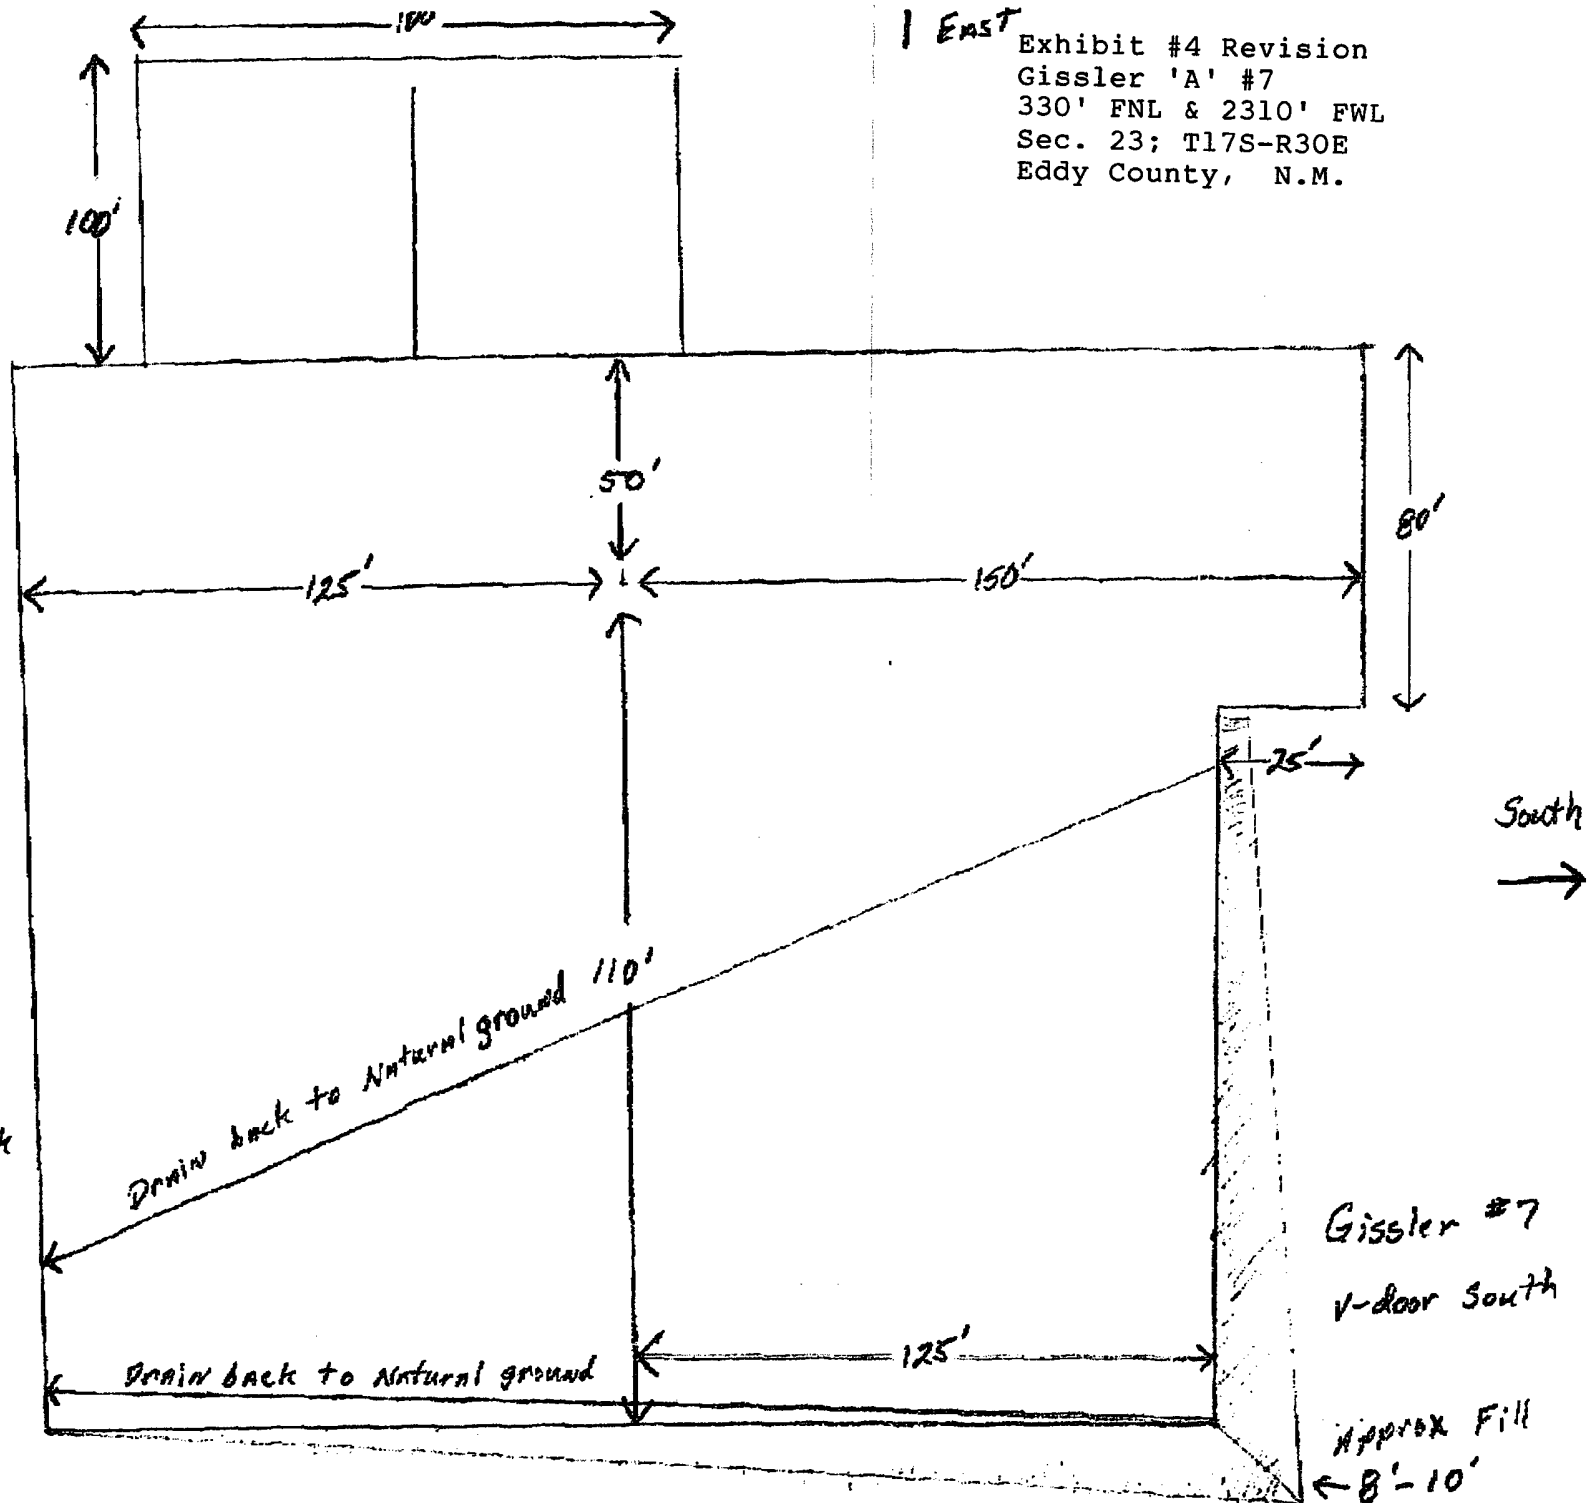 100'
1 EAST
Exhibit #4 Revision
Gissler 'A' #7
330' FNL & 2310' FWL
Sec. 23; T17S-R30E
Eddy County, N.M.
100'
50'
80'
125'
150'
25'
South
110'
Drain back to Natural ground
Gissler #7
V-door South
125'
Drain back to Natural ground
Approx Fill
8'-10'